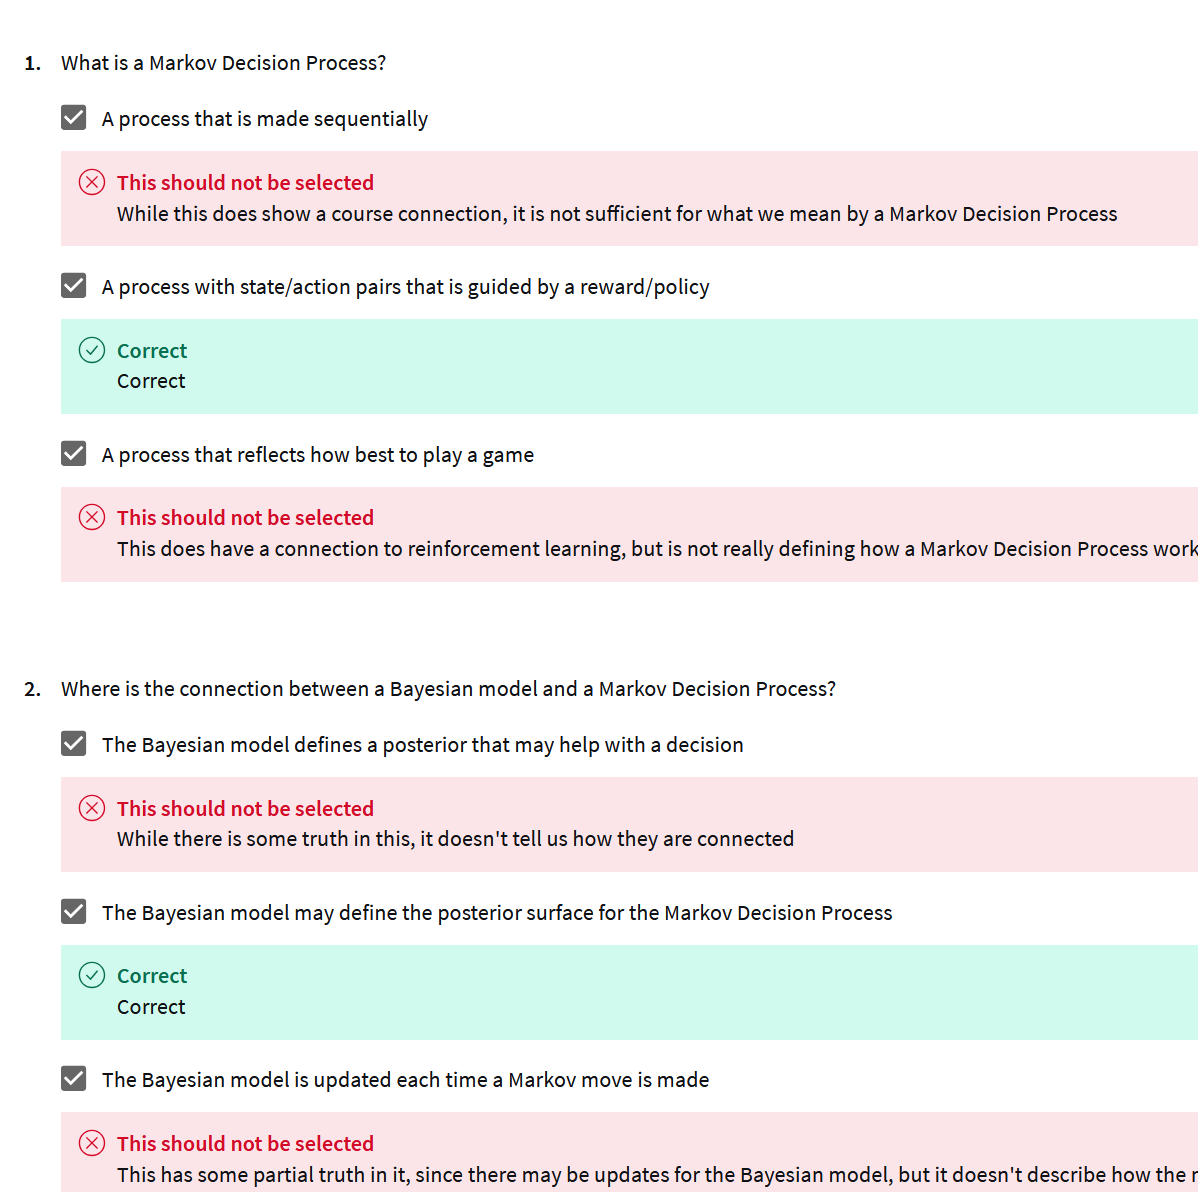 1. What is a Markov Decision Process?
A process that is made sequentially
This should not be selected
While this does show a course connection, it is not sufficient for what we mean by a Markov Decision Process
A process with state/action pairs that is guided by a reward/policy
Correct
Correct
A process that reflects how best to play a game
This should not be selected
This does have a connection to reinforcement learning, but is not really defining how a Markov Decision Process work
2. Where is the connection between a Bayesian model and a Markov Decision Process?
The Bayesian model defines a posterior that may help with a decision
This should not be selected
While there is some truth in this, it doesn't tell us how they are connected
The Bayesian model may define the posterior surface for the Markov Decision Process
Correct
Correct
The Bayesian model is updated each time a Markov move is made
This should not be selected
This has some partial truth in it, since there may be updates for the Bayesian model, but it doesn't describe how the